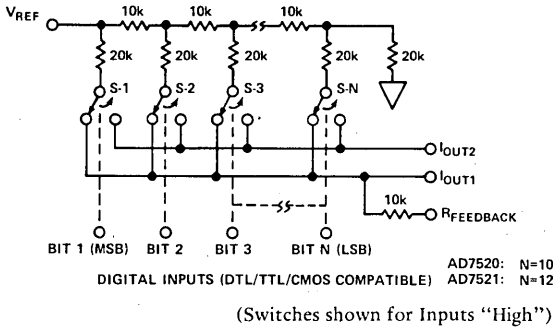 VREF
10k 10k 10k
20k 20k 20k 20k 20k
S-1 S-2 S-3 S-N
IOUT2
IOUT1
10k
RFEEDBACK
BIT 1 (MSB) BIT 2 BIT 3 BIT N (LSB)
DIGITAL INPUTS (DTL/TTL/CMOS COMPATIBLE)
AD7520: N=10
AD7521: N=12
(Switches shown for Inputs "High")